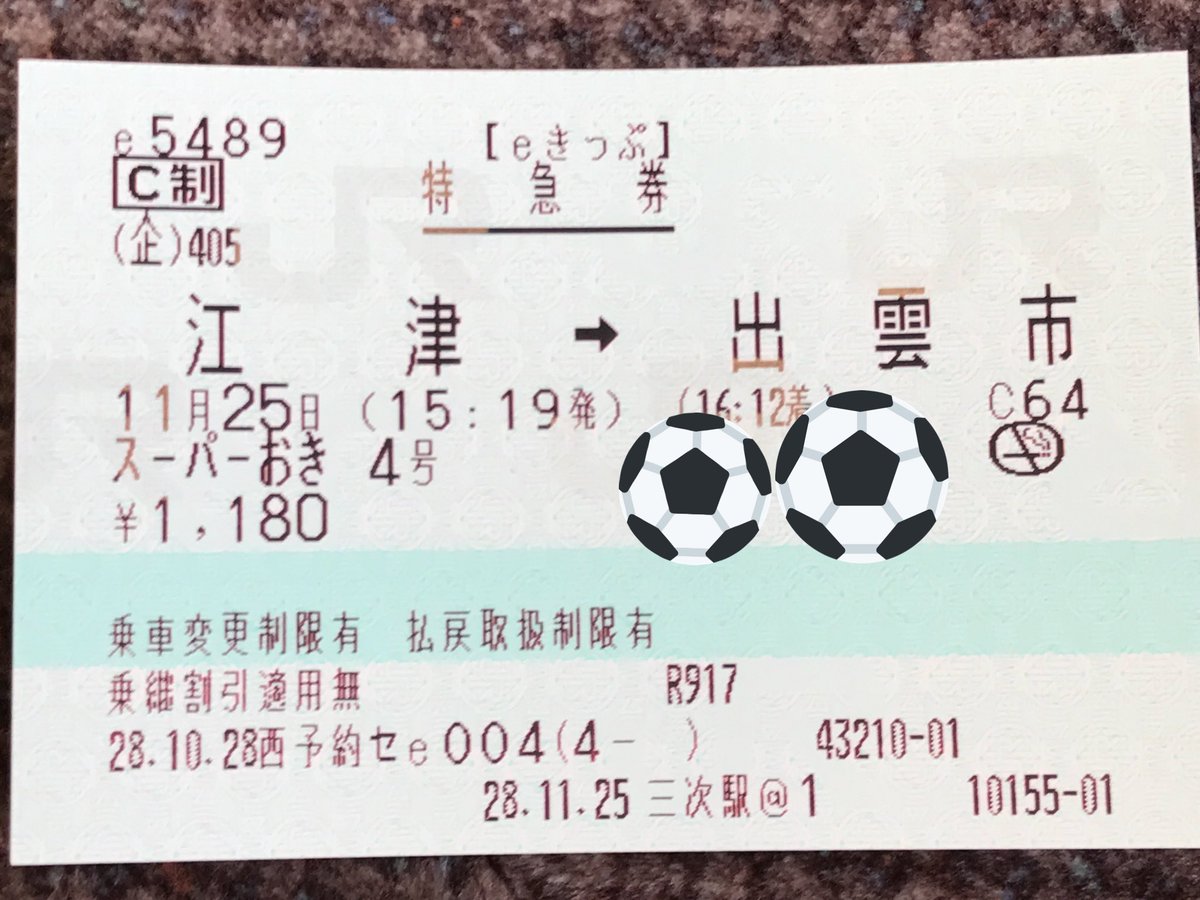 e5489 [eきっぷ]
C制 特急券
(企)405
江津 → 出雲市
11月25日 (15:19発) (16:12着) C64
スーパーおき 4号
¥1,180
乗車変更制限有 払戻取扱制限有
乗継割引適用無 R917
28.10.28西予約セe004(4- ) 43210-01
28.11.25 三次駅@1 10155-01